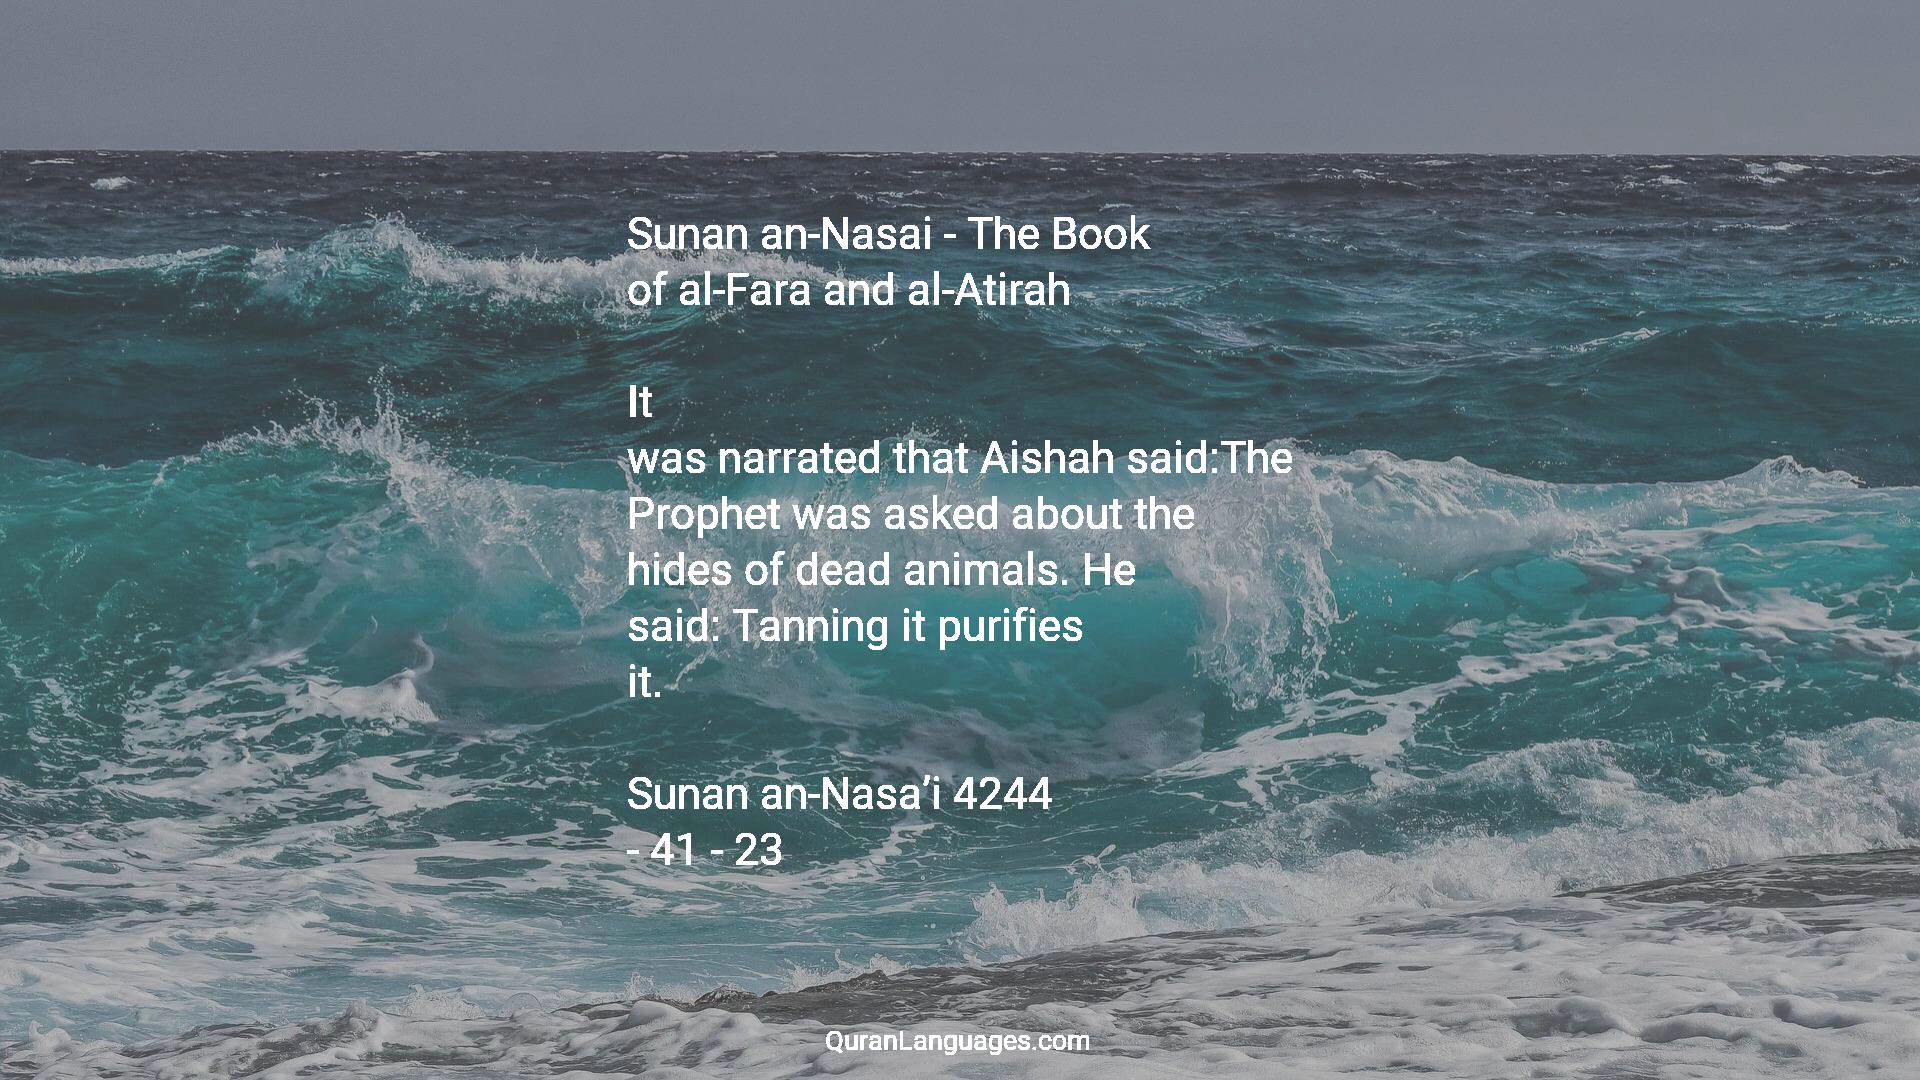 Sunan an-Nasai - The Book
of al-Fara and al-Atirah
It
was narrated that Aishah said:The
Prophet was asked about the
hides of dead animals. He
said: Tanning it purifies
it.
Sunan an-Nasa’i 4244
- 41 - 23
QuranLanguages.com